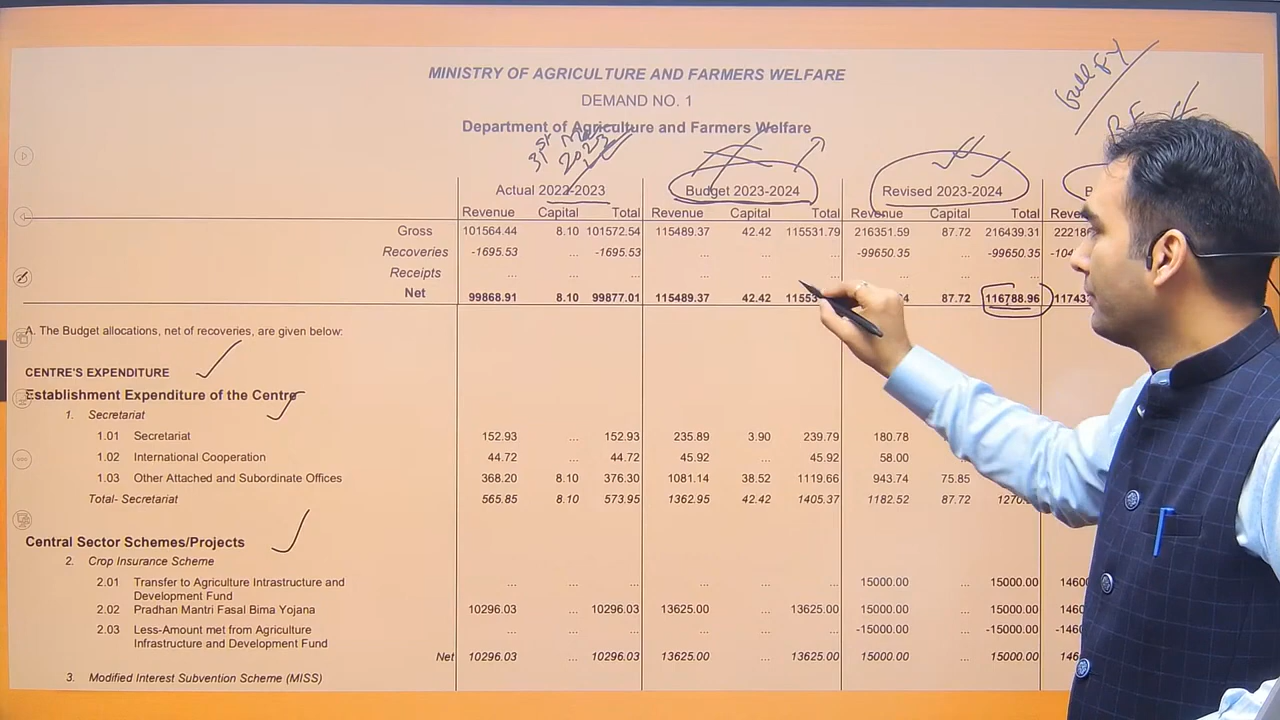 MINISTRY OF AGRICULTURE AND FARMERS WELFARE
DEMAND NO. 1
Department of Agriculture and Farmers Welfare
full FY
31st
2023
Actual 2022-2023 Budget 2023-2024 Revised 2023-2024
Revenue Capital Total Revenue Capital Total Revenue Capital Total
Gross 101564.44 8.10 101572.54 115489.37 42.42 115531.79 216351.59 87.72 216439.31
Recoveries -1695.53 ... -1695.53 ... ... ... -99650.35 ... -99650.35
Receipts ... ... ... ... ... ... ... ... ...
Net 99868.91 8.10 99877.01 115489.37 42.42 87.72 116788.96
A. The Budget allocations, net of recoveries, are given below:
CENTRE'S EXPENDITURE
Establishment Expenditure of the Centre
1. Secretariat
1.01 Secretariat 152.93 ... 152.93 235.89 3.90 239.79 180.78
1.02 International Cooperation 44.72 ... 44.72 45.92 ... 45.92 58.00
1.03 Other Attached and Subordinate Offices 368.20 8.10 376.30 1081.14 38.52 1119.66 943.74 75.85
Total- Secretariat 565.85 8.10 573.95 1362.95 42.42 1405.37 1182.52 87.72
Central Sector Schemes/Projects
2. Crop Insurance Scheme
2.01 Transfer to Agriculture Infrastructure and ... ... ... ... ... ... 15000.00 ... 15000.00
Development Fund
2.02 Pradhan Mantri Fasal Bima Yojana 10296.03 ... 10296.03 13625.00 ... 13625.00 15000.00 ... 15000.00
2.03 Less-Amount met from Agriculture ... ... ... ... ... ... -15000.00 ... -15000.00
Infrastructure and Development Fund
Net 10296.03 ... 10296.03 13625.00 ... 13625.00 15000.00 ... 15000.00
3. Modified Interest Subvention Scheme (MISS)